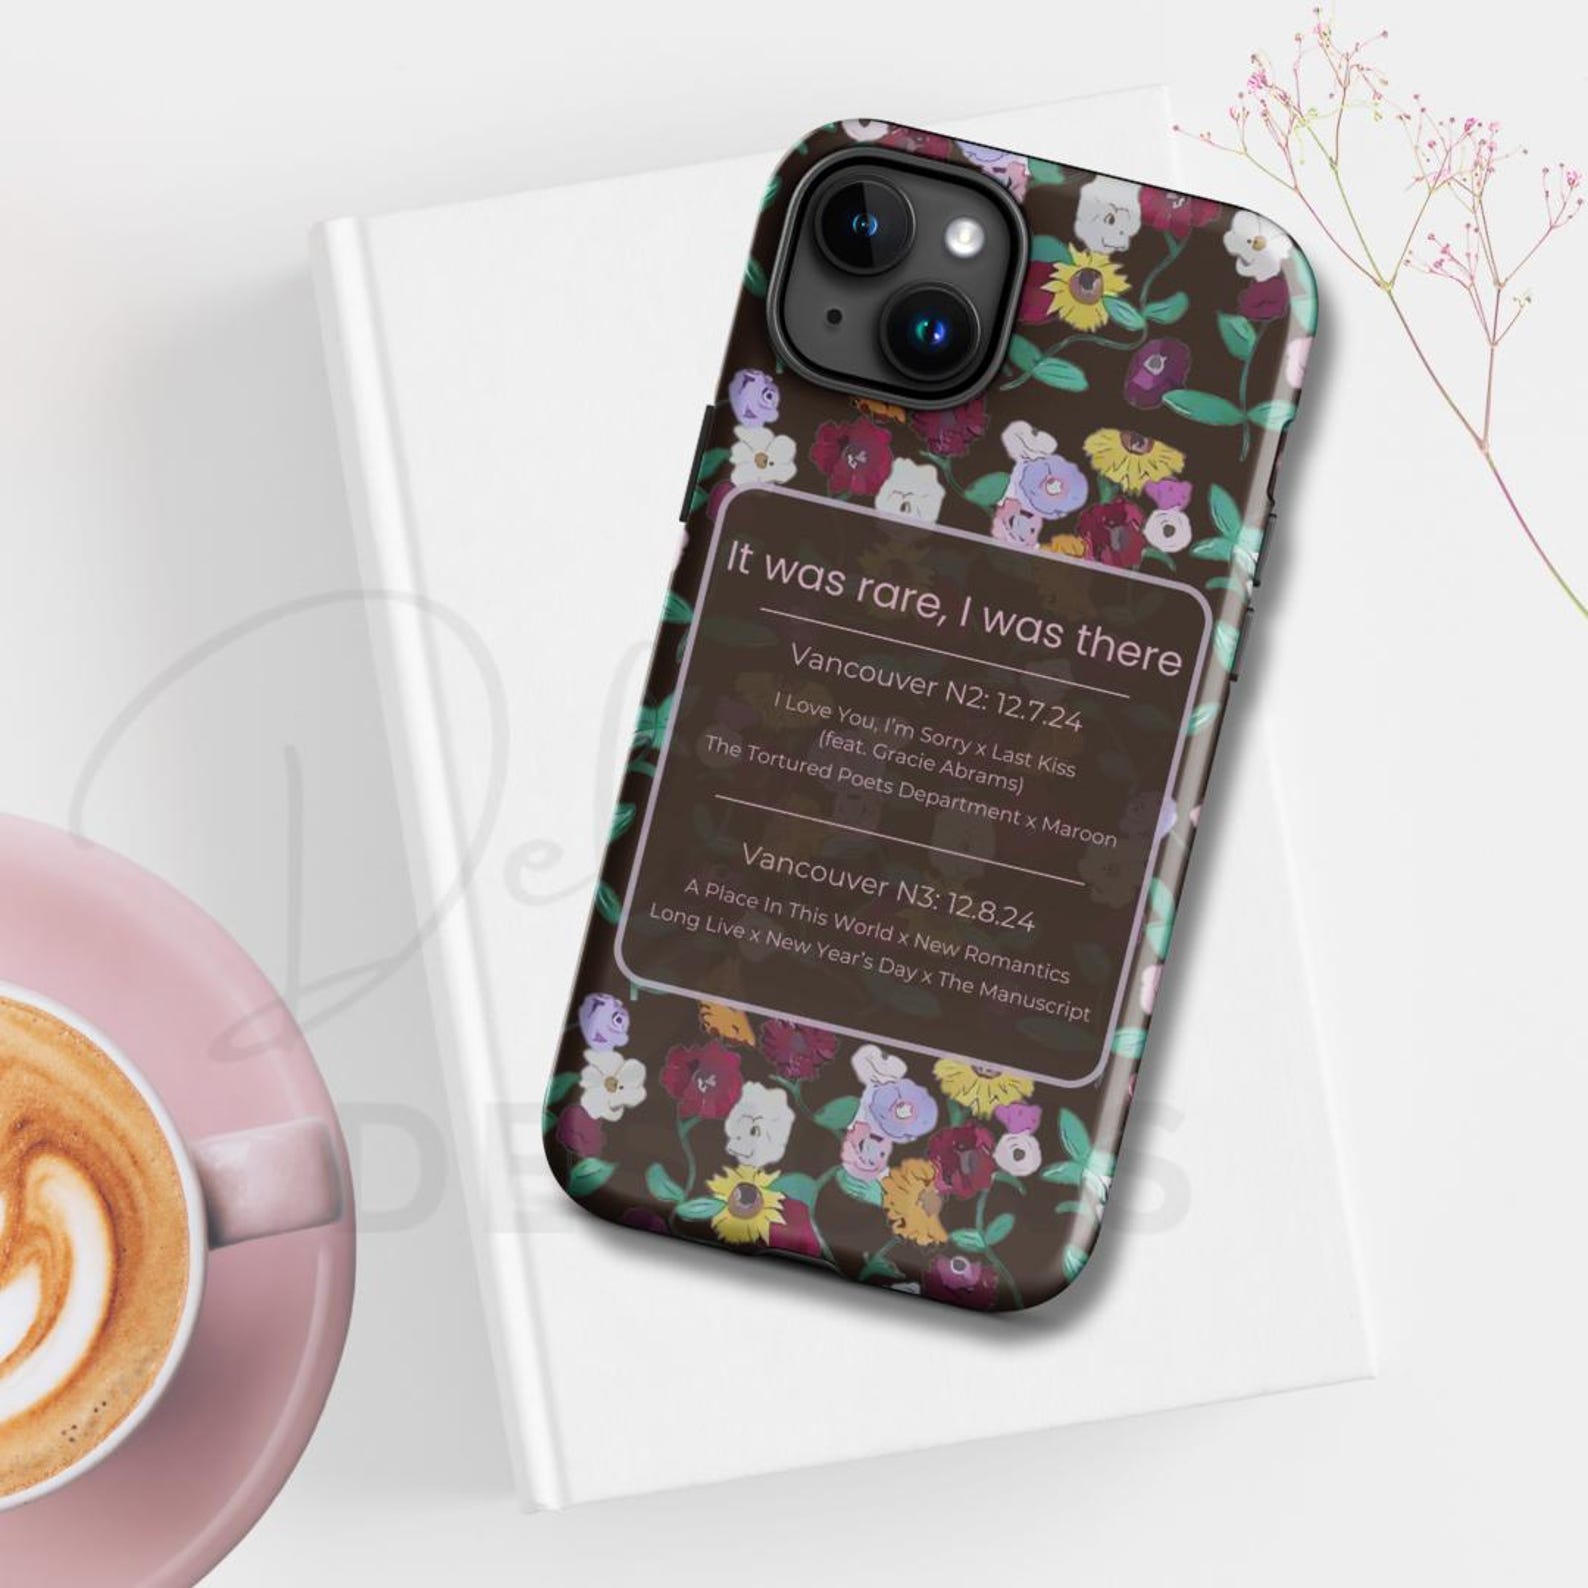 It was rare, I was there
Vancouver N2: 12.7.24
I Love You, I'm Sorry x Last Kiss
(feat. Gracie Abrams)
The Tortured Poets Department x Maroon
Vancouver N3: 12.8.24
A Place In This World x New Romantics
Long Live x New Year's Day x The Manuscript